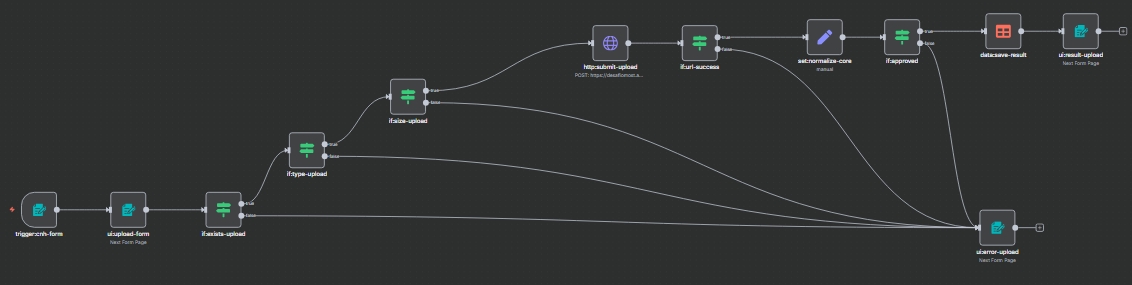 trigger:cnh-form
ui:upload-form
Next Form Page
if:exists-upload
true
false
if:type-upload
true
false
if:size-upload
true
false
http:submit-upload
POST: https://desafiomost.a...
if:url-success
true
false
set:normalize-core
manual
if:approved
true
false
data:save-result
ui:result-upload
Next Form Page
ui:error-upload
Next Form Page